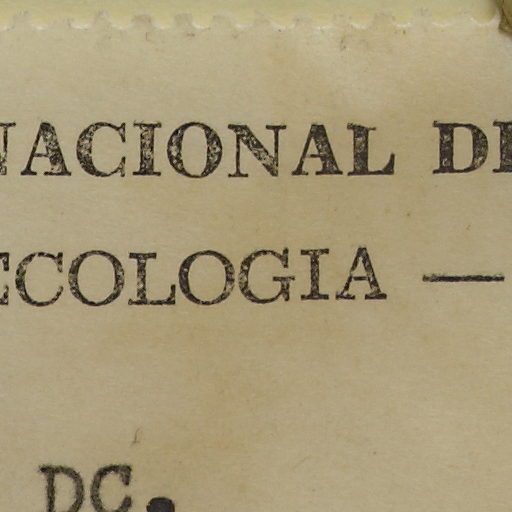 NACIONAL DE
ECOLOGIA —
DC.